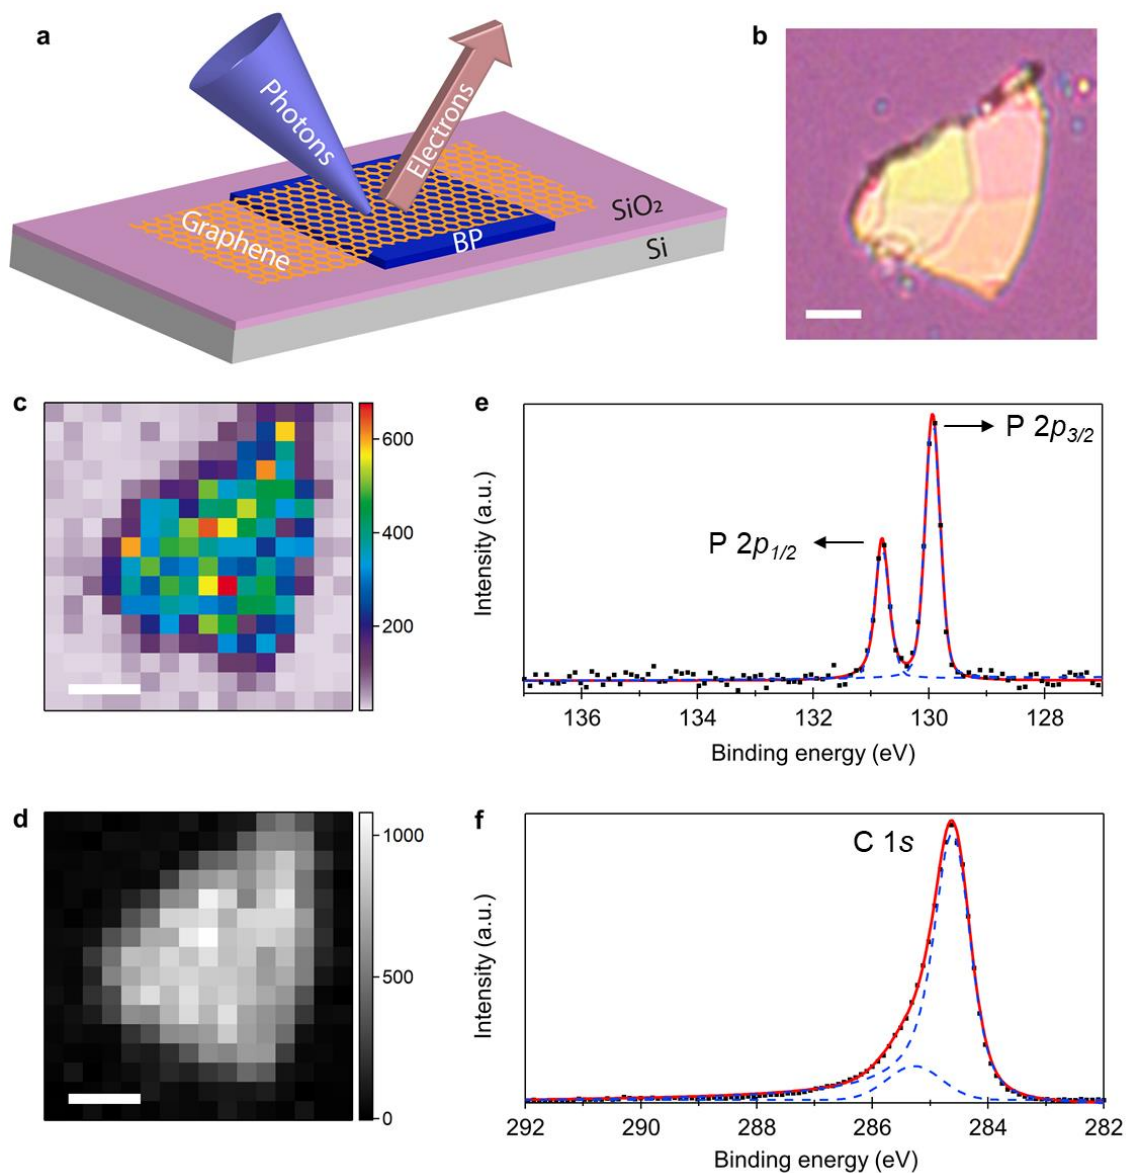 a
Photons
Electrons
Graphene
BP
SiO₂
Si
b
c
600
400
200
d
1000
500
0
e
P 2p3/2
P 2p1/2
Intensity (a.u.)
136 134 132 130 128
Binding energy (eV)
f
C 1s
Intensity (a.u.)
292 290 288 286 284 282
Binding energy (eV)